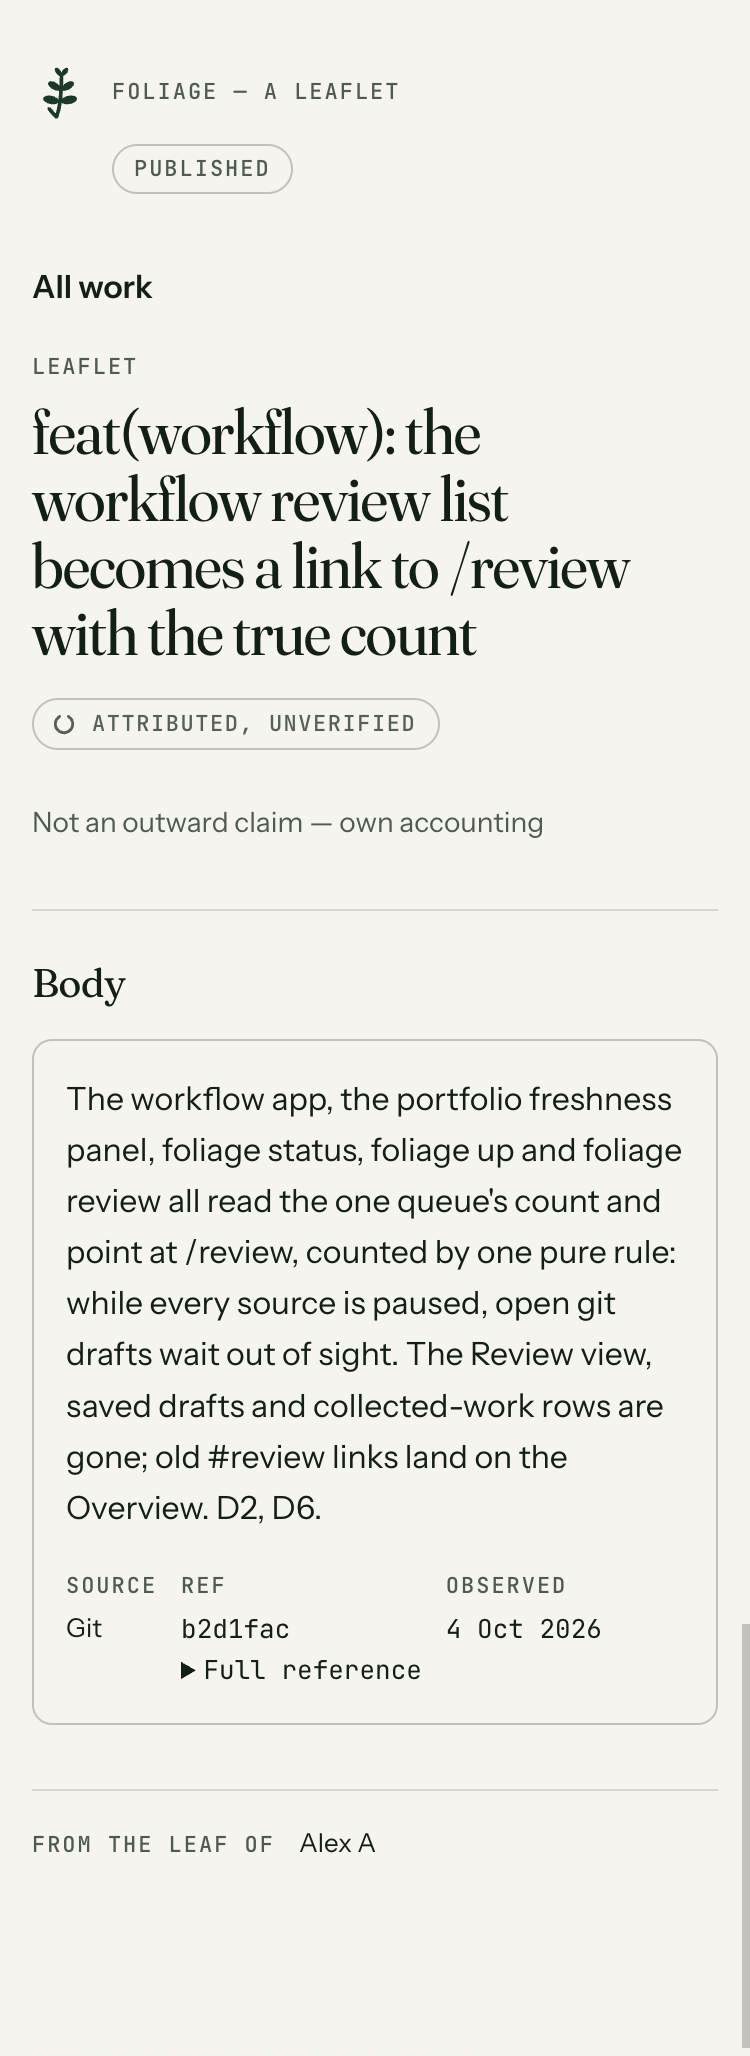 FOLIAGE — A LEAFLET
PUBLISHED
All work
LEAFLET
feat(workflow): the
workflow review list
becomes a link to /review
with the true count
ATTRIBUTED, UNVERIFIED
Not an outward claim — own accounting
Body
The workflow app, the portfolio freshness
panel, foliage status, foliage up and foliage
review all read the one queue's count and
point at /review, counted by one pure rule:
while every source is paused, open git
drafts wait out of sight. The Review view,
saved drafts and collected-work rows are
gone; old #review links land on the
Overview. D2, D6.
SOURCE REF OBSERVED
Git b2d1fac 4 Oct 2026
Full reference
FROM THE LEAF OF Alex A